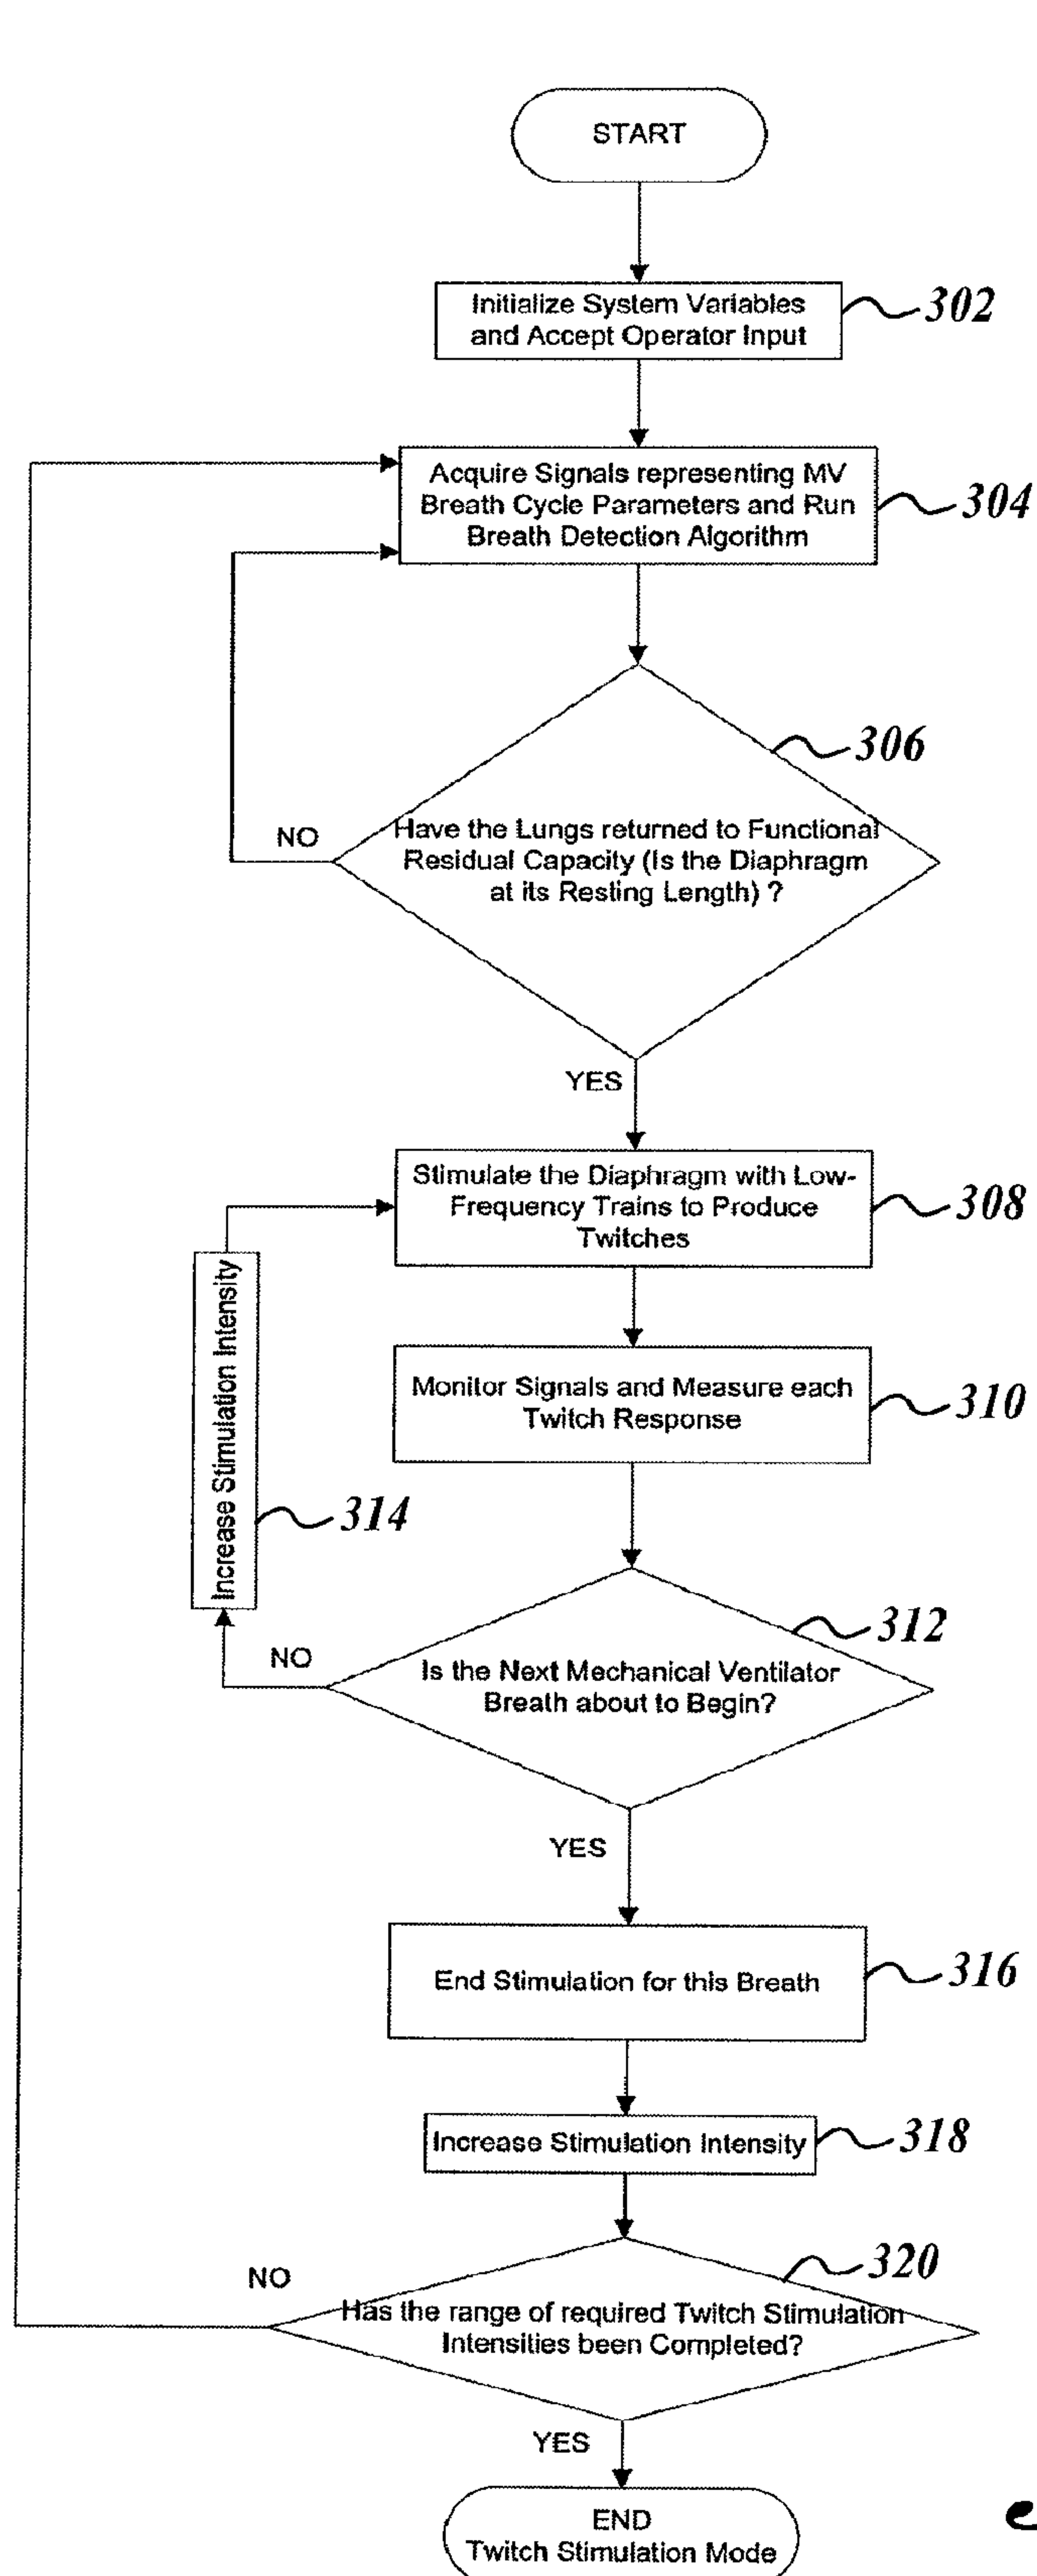 START
Initialize System Variables
and Accept Operator Input
302
Acquire Signals representing MV
Breath Cycle Parameters and Run
Breath Detection Algorithm
304
306
NO
Have the Lungs returned to Functional
Residual Capacity (Is the Diaphragm
at its Resting Length) ?
YES
Stimulate the Diaphragm with Low-
Frequency Trains to Produce
Twitches
308
Increase Stimulation Intensity
314
Monitor Signals and Measure each
Twitch Response
310
312
NO
Is the Next Mechanical Ventilator
Breath about to Begin?
YES
End Stimulation for this Breath
316
Increase Stimulation Intensity
318
320
NO
Has the range of required Twitch Stimulation
Intensities been Completed?
YES
END
Twitch Stimulation Mode